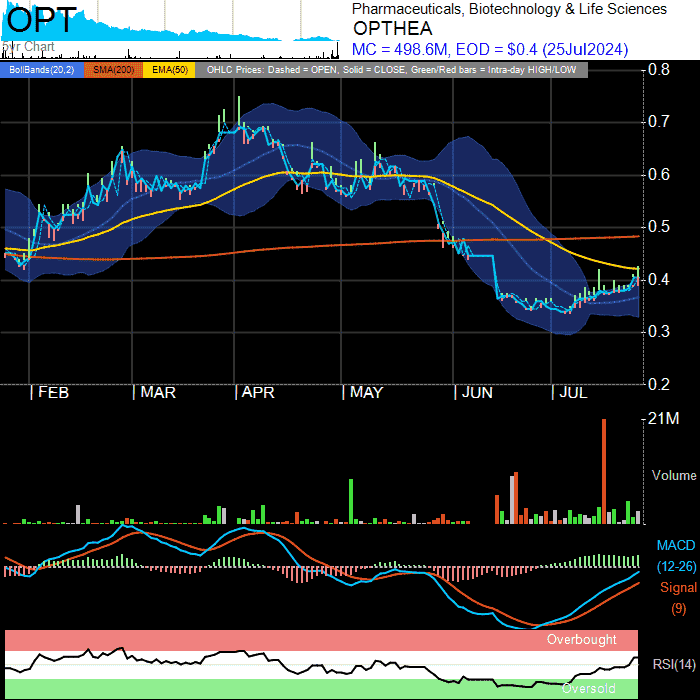 OPT
5yr Chart
Pharmaceuticals, Biotechnology & Life Sciences
OPTHEA
MC = 498.6M, EOD = $0.4 (25Jul2024)
BollBands(20,2) SMA(200) EMA(50) OHLC Prices: Dashed = OPEN, Solid = CLOSE, Green/Red bars = Intra-day HIGH/LOW
0.8
0.7
0.6
0.5
0.4
0.3
0.2
FEB MAR APR MAY JUN JUL
21M
Volume
MACD
(12-26)
Signal
(9)
Overbought
RSI(14)
Oversold